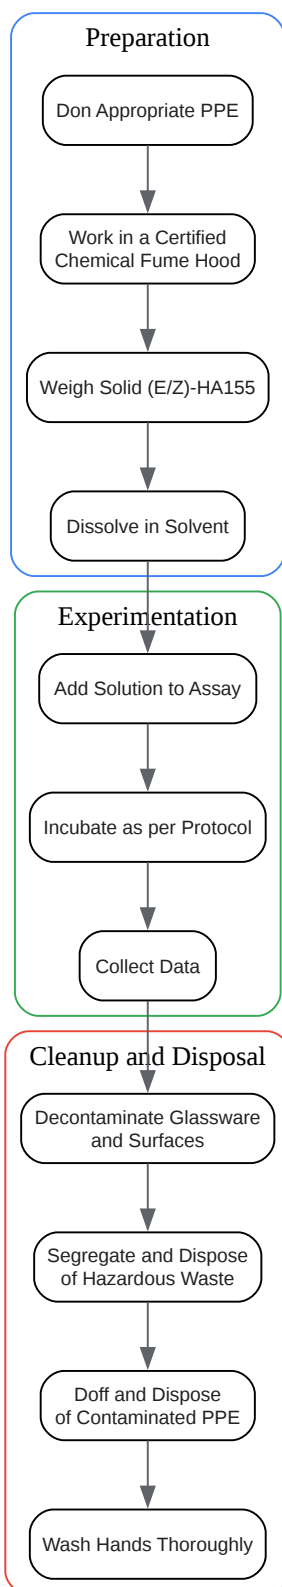 Preparation
Don Appropriate PPE
Work in a Certified
Chemical Fume Hood
Weigh Solid (E/Z)-HA155
Dissolve in Solvent
Experimentation
Add Solution to Assay
Incubate as per Protocol
Collect Data
Cleanup and Disposal
Decontaminate Glassware
and Surfaces
Segregate and Dispose
of Hazardous Waste
Doff and Dispose
of Contaminated PPE
Wash Hands Thoroughly